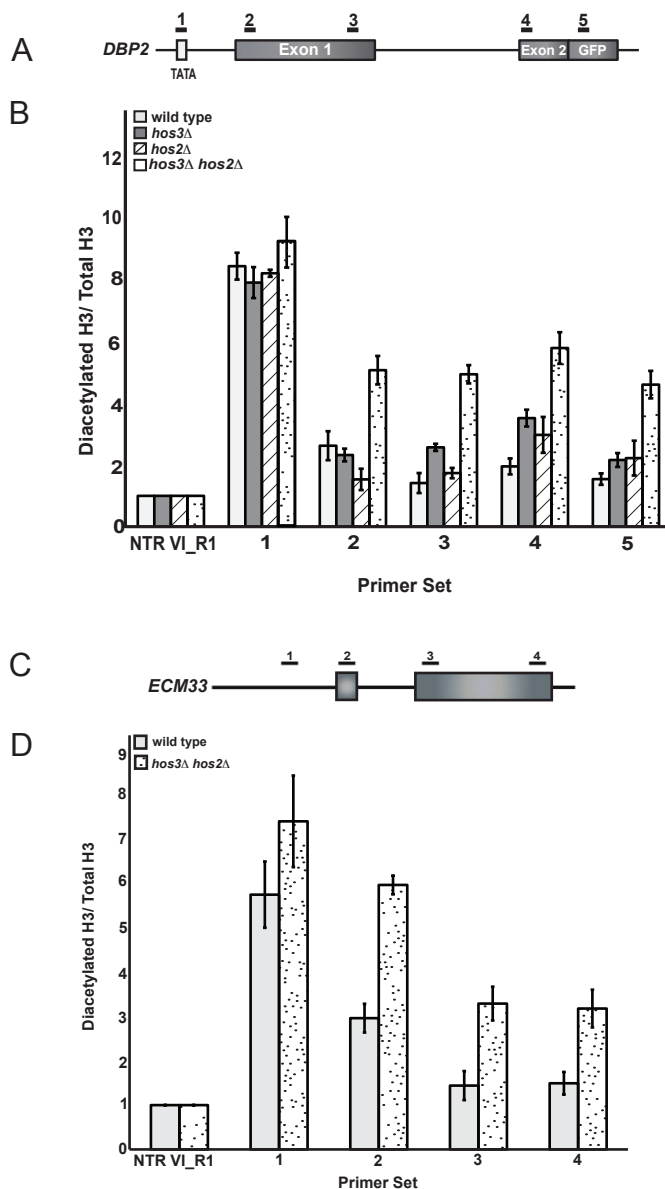 A
DBP2
1
2
3
4
5
Exon 1
Exon 2
GFP
TATA
B
wild type
hos3Δ
hos2Δ
hos3Δ hos2Δ
Diacetylated H3/ Total H3
12
10
8
6
4
2
0
NTR VI_R1
1
2
3
4
5
Primer Set
C
ECM33
1
2
3
4
D
wild type
hos3Δ hos2Δ
Diacetylated H3/ Total H3
9
8
7
6
5
4
3
2
1
0
NTR VI_R1
1
2
3
4
Primer Set